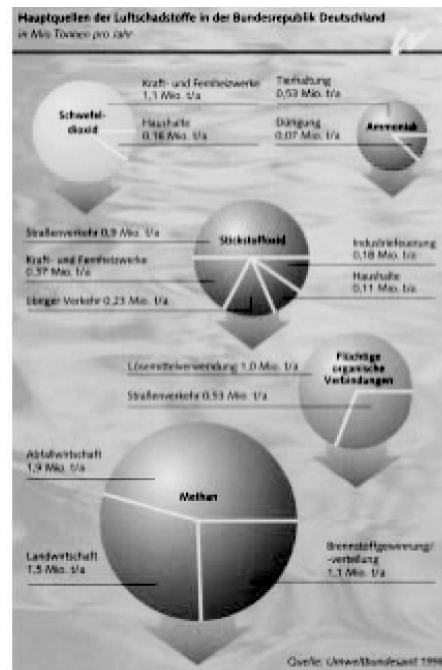 Hauptquellen der Luftschadstoffe in der Bundesrepublik Deutschland
in Mio Tonnen pro Jahr
Kraft- und Fernheizwerke
1,1 Mio. t/a
Tierhaltung
0,53 Mio. t/a
Schwefel-
dioxid
Haushalte
0,16 Mio. t/a
Düngung
0,07 Mio. t/a
Ammoniak
Straßenverkehr 0,9 Mio. t/a
Stickstoffoxid
Industriefeuerung
0,18 Mio. t/a
Kraft- und Fernheizwerke
0,37 Mio. t/a
Haushalte
0,11 Mio. t/a
übriger Verkehr 0,23 Mio. t/a
Flüchtige
organische
Verbindungen
Lösemittelverwendung 1,0 Mio. t/a
Straßenverkehr 0,53 Mio. t/a
Abfallwirtschaft
1,9 Mio. t/a
Methan
Landwirtschaft
1,5 Mio. t/a
Brennstoffgewinnung/
-verteilung
1,1 Mio. t/a
Quelle: Umweltbundesamt